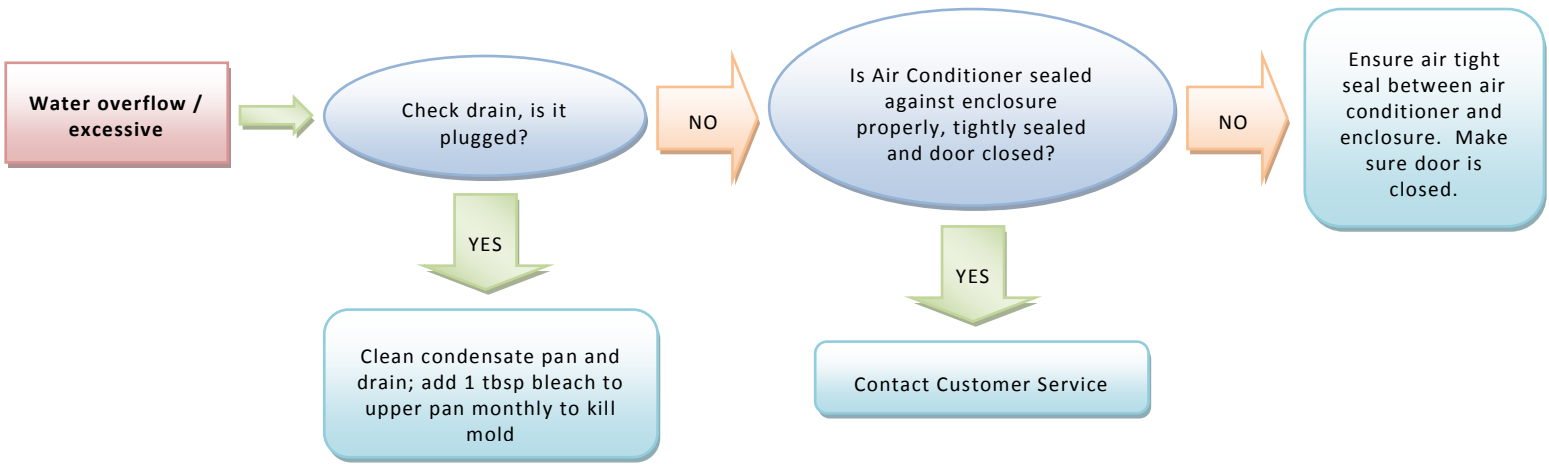 Water overflow /
excessive
Check drain, is it
plugged?
NO
Is Air Conditioner sealed
against enclosure
properly, tightly sealed
and door closed?
NO
Ensure air tight
seal between air
conditioner and
enclosure.  Make
sure door is
closed.
YES
YES
Clean condensate pan and
drain; add 1 tbsp bleach to
upper pan monthly to kill
mold
Contact Customer Service